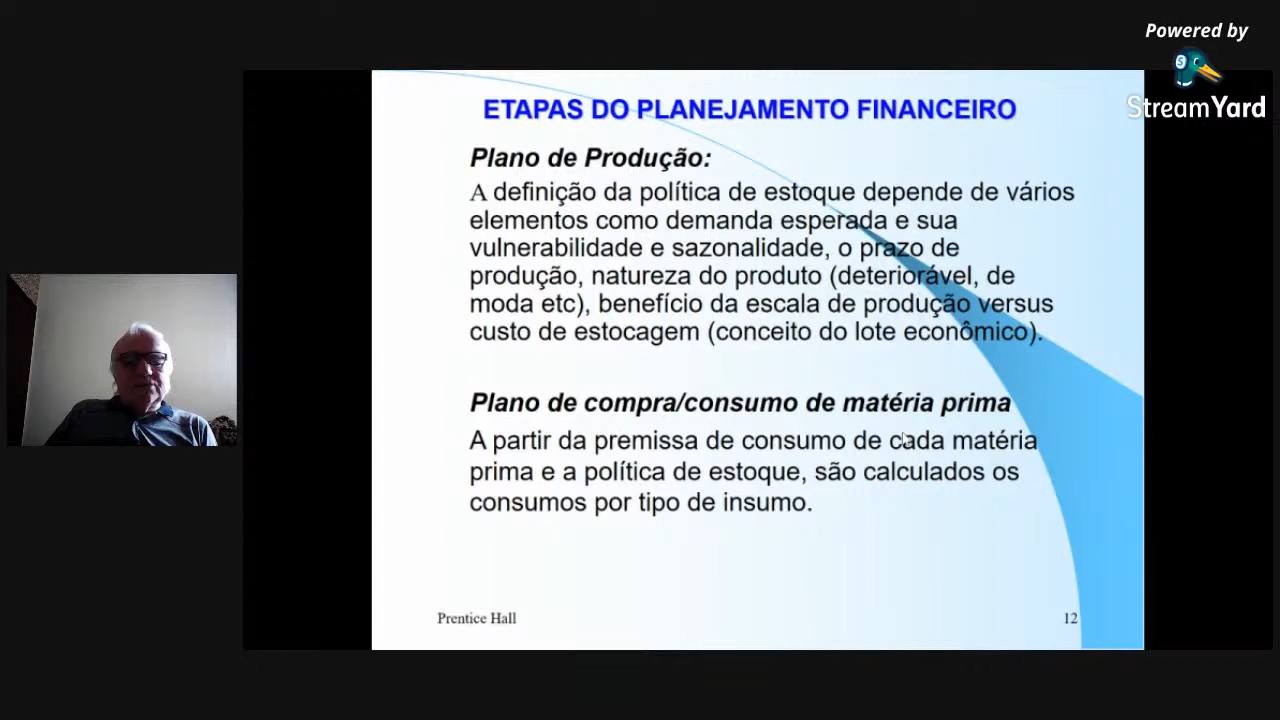 Powered by
StreamYard
ETAPAS DO PLANEJAMENTO FINANCEIRO
Plano de Produção:
A definição da política de estoque depende de vários
elementos como demanda esperada e sua
vulnerabilidade e sazonalidade, o prazo de
produção, natureza do produto (deteriorável, de
moda etc), benefício da escala de produção versus
custo de estocagem (conceito do lote econômico).
Plano de compra/consumo de matéria prima
A partir da premissa de consumo de cada matéria
prima e a política de estoque, são calculados os
consumos por tipo de insumo.
Prentice Hall
12